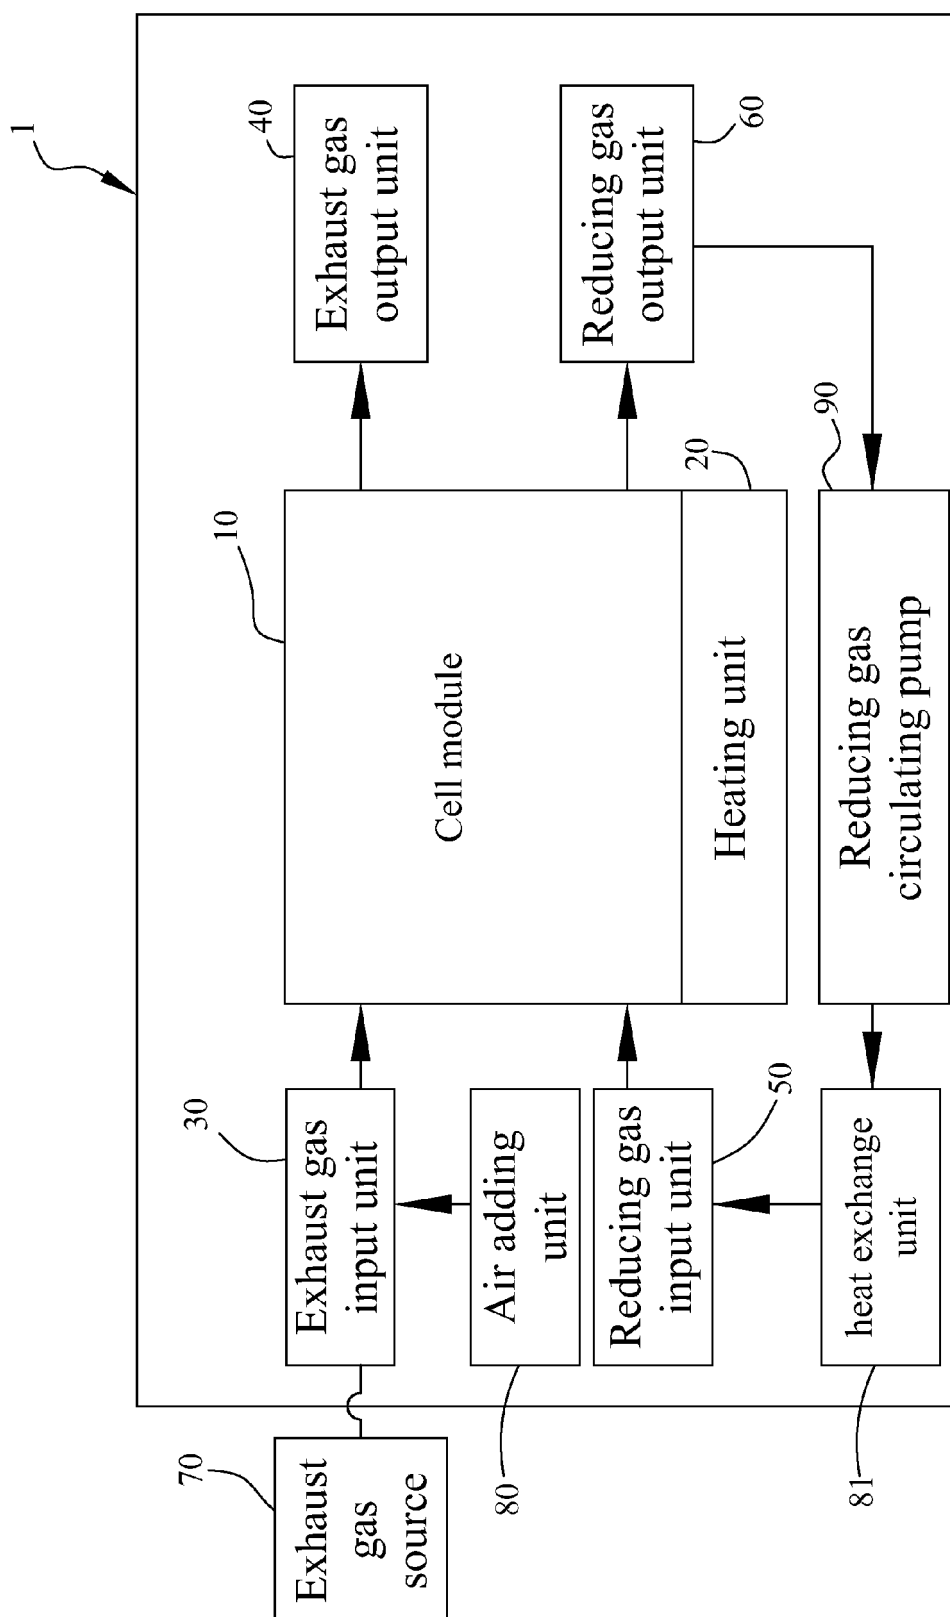 1
70
Exhaust
gas
source
30
Exhaust gas
input unit
10
Cell module
40
Exhaust gas
output unit
80
Air adding
unit
Reducing gas
input unit
50
20
Heating unit
Reducing gas
output unit
60
81
heat exchange
unit
90
Reducing gas
circulating pump